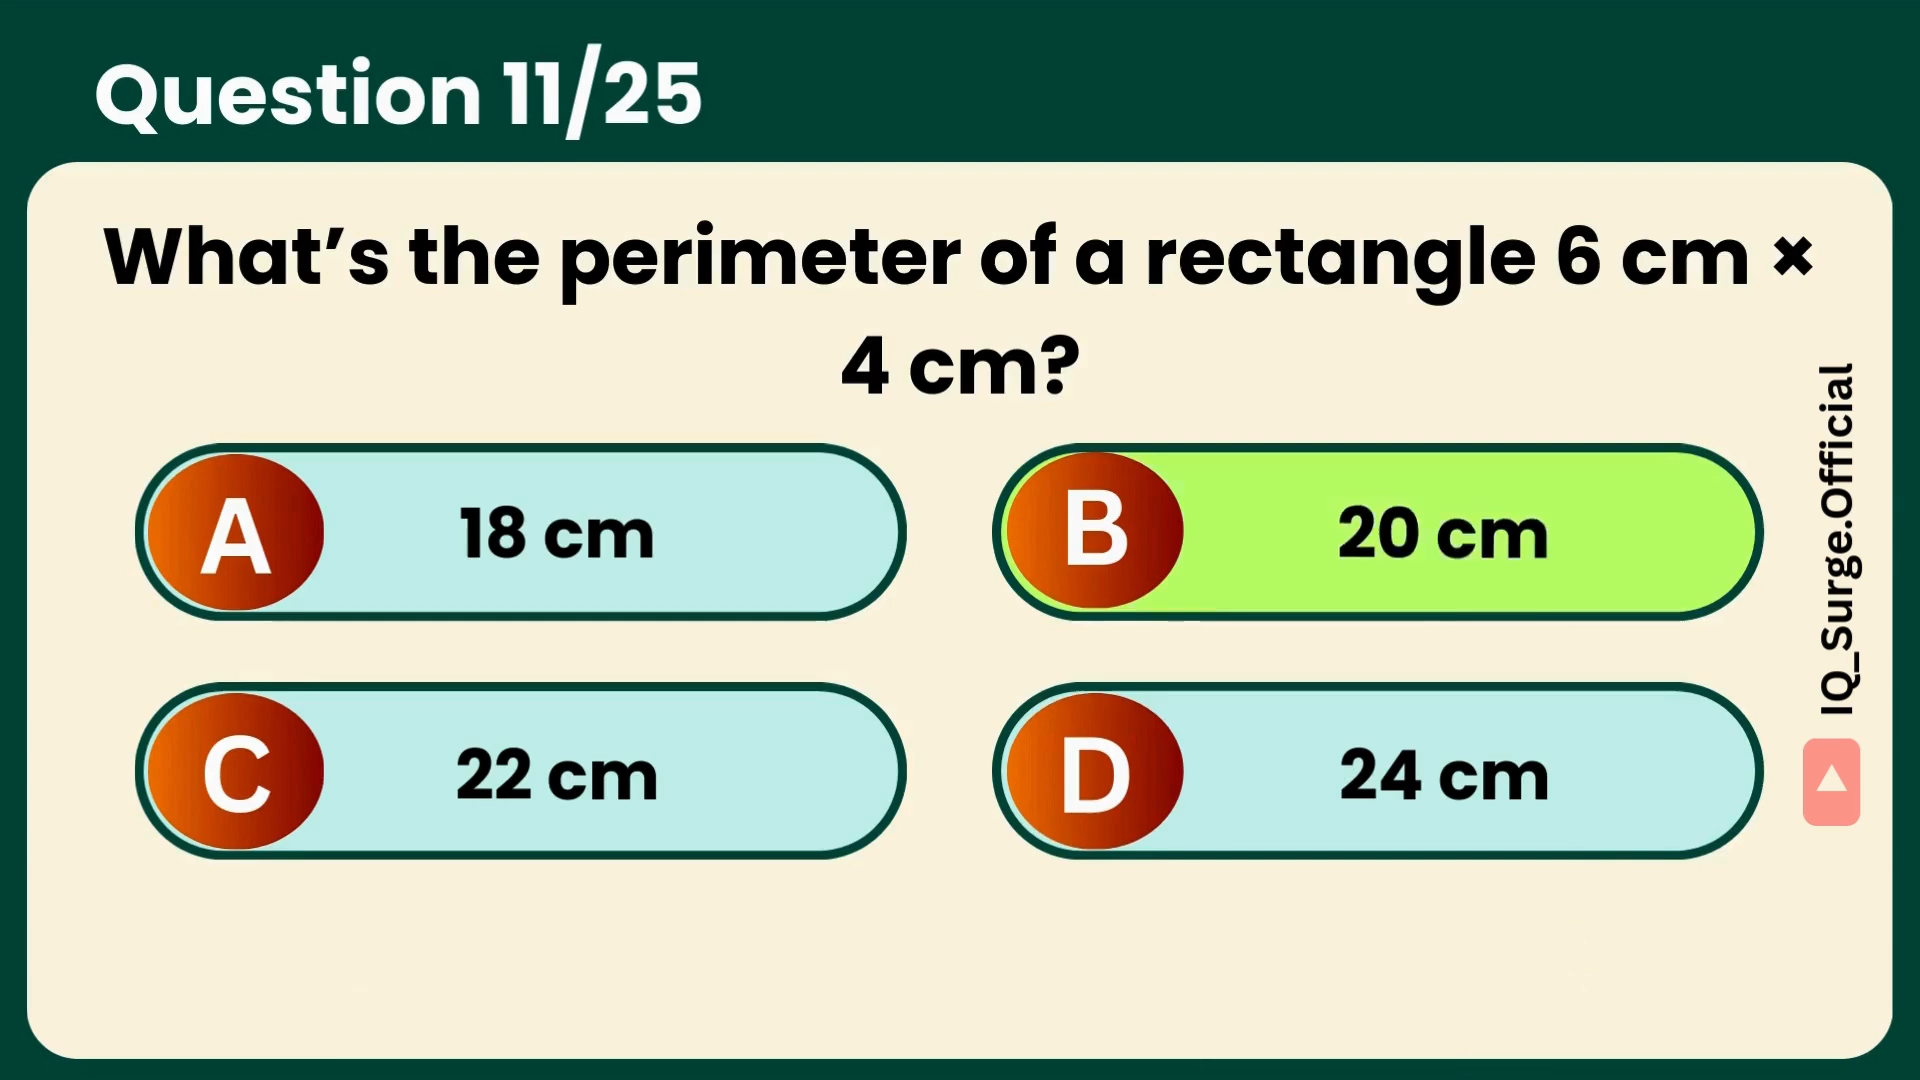 Question 11/25
What’s the perimeter of a rectangle 6 cm ×
4 cm?
A 18 cm
B 20 cm
C 22 cm
D 24 cm
IQ_Surge.Official